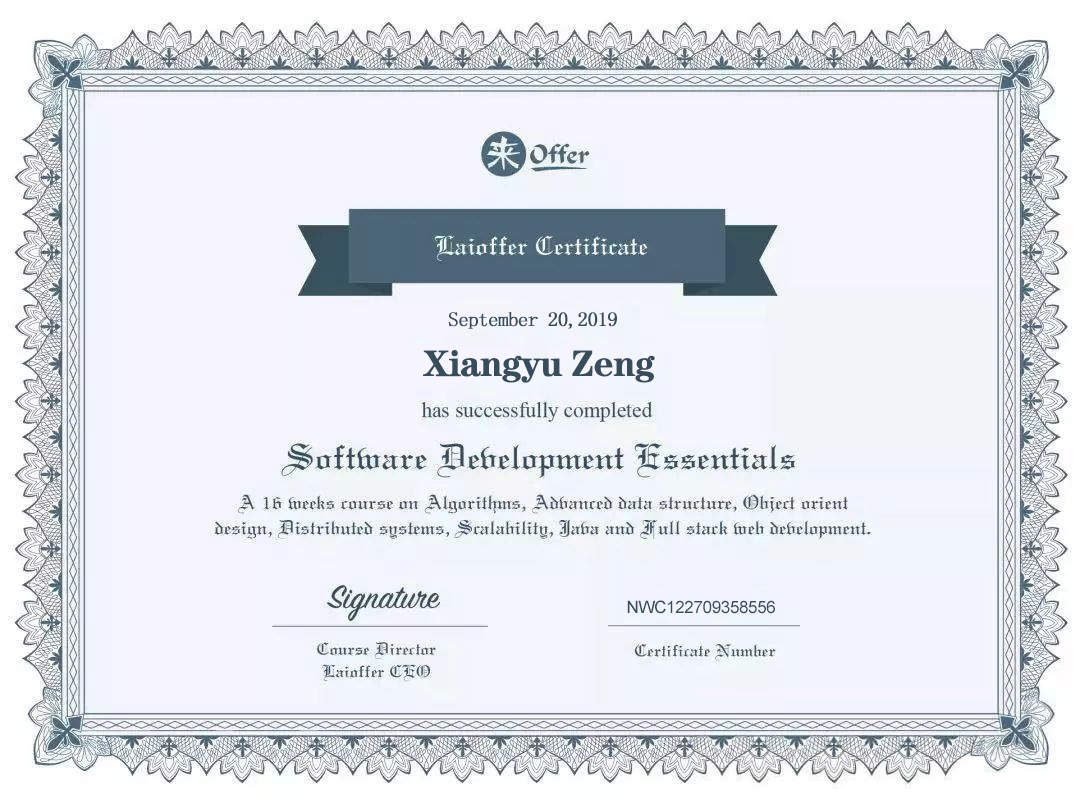 来 Offer
Laioffer Certificate
September 20,2019
Xiangyu Zeng
has successfully completed
Software Development Essentials
A 16 weeks course on Algorithms, Advanced data structure, Object orient
design, Distributed systems, Scalability, Java and Full stack web development.
Signature
NWC122709358556
Course Director
Laioffer CEO
Certificate Number